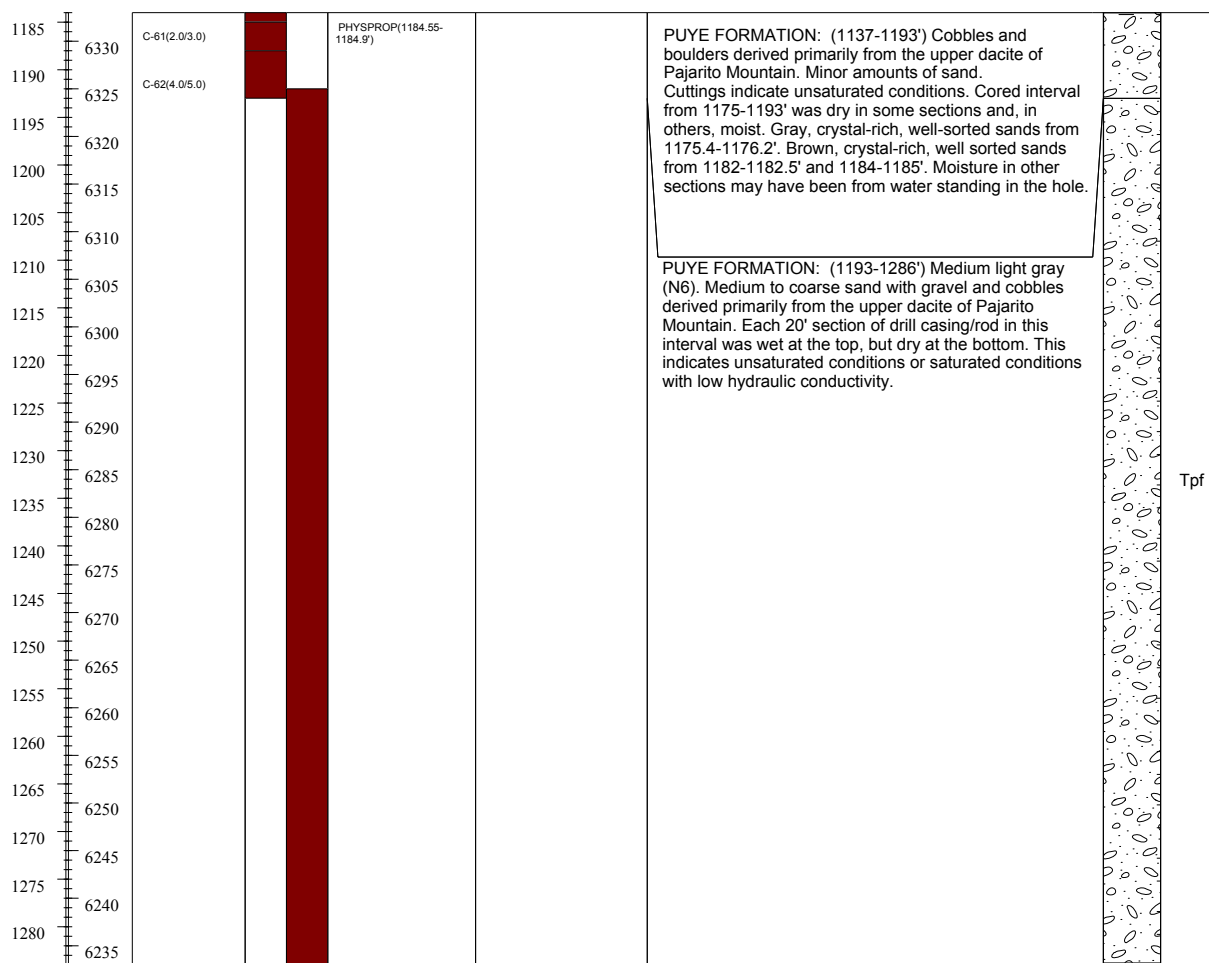 1185
1190
1195
1200
1205
1210
1215
1220
1225
1230
1235
1240
1245
1250
1255
1260
1265
1270
1275
1280
6330
6325
6320
6315
6310
6305
6300
6295
6290
6285
6280
6275
6270
6265
6260
6255
6250
6245
6240
6235
C-61(2.0/3.0)
C-62(4.0/5.0)
PHYSPROP(1184.55-
1184.9')
PUYE FORMATION: (1137-1193') Cobbles and
boulders derived primarily from the upper dacite of
Pajarito Mountain. Minor amounts of sand.
Cuttings indicate unsaturated conditions. Cored interval
from 1175-1193' was dry in some sections and, in
others, moist. Gray, crystal-rich, well-sorted sands from
1175.4-1176.2'. Brown, crystal-rich, well sorted sands
from 1182-1182.5' and 1184-1185'. Moisture in other
sections may have been from water standing in the hole.
PUYE FORMATION: (1193-1286') Medium light gray
(N6). Medium to coarse sand with gravel and cobbles
derived primarily from the upper dacite of Pajarito
Mountain. Each 20' section of drill casing/rod in this
interval was wet at the top, but dry at the bottom. This
indicates unsaturated conditions or saturated conditions
with low hydraulic conductivity.
Tpf